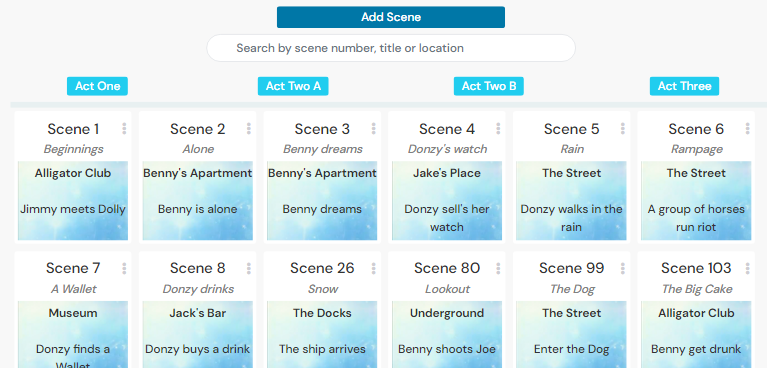 Add Scene
Search by scene number, title or location
Act One Act Two A Act Two B Act Three
Scene 1 Scene 2 Scene 3 Scene 4 Scene 5 Scene 6
Beginnings Alone Benny dreams Donzy's watch Rain Rampage
Alligator Club Benny's Apartment Benny's Apartment Jake's Place The Street The Street
Jimmy meets Dolly Benny is alone Benny dreams Donzy sell's her Donzy walks in the A group of horses
watch rain run riot
Scene 7 Scene 8 Scene 26 Scene 80 Scene 99 Scene 103
A Wallet Donzy drinks Snow Lookout The Dog The Big Cake
Museum Jack's Bar The Docks Underground The Street Alligator Club
Donzy finds a Donzy buys a drink The ship arrives Benny shoots Joe Enter the Dog Benny get drunk
Wallet